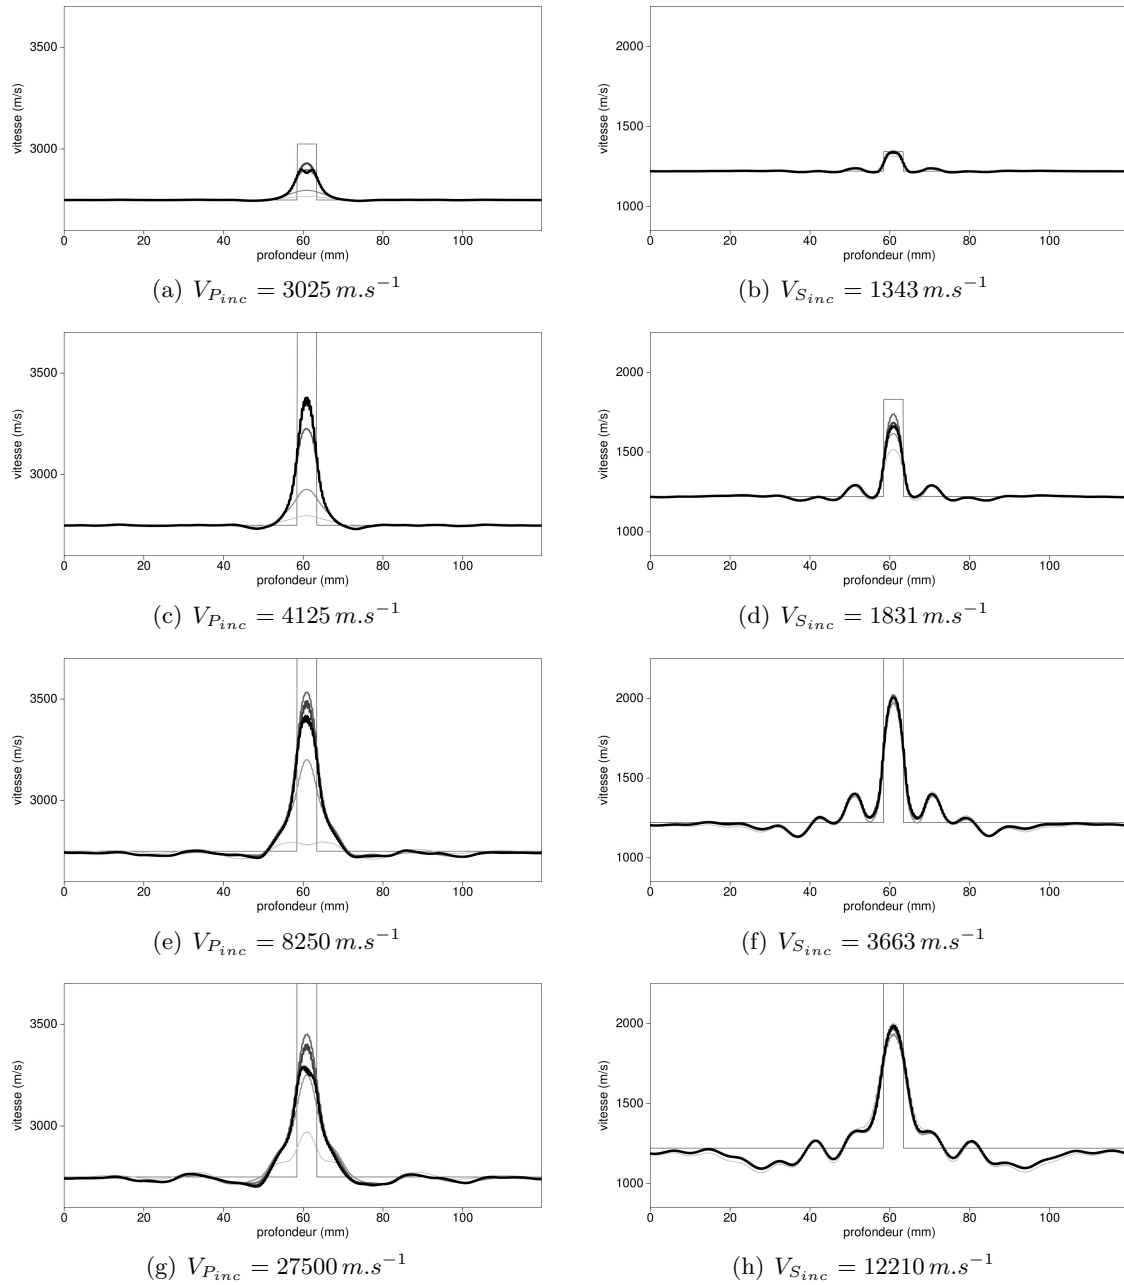 vitesse (m/s)
3500
3000
0 20 40 60 80 100
profondeur (mm)
(a) V_{P_{inc}} = 3025 m.s^{-1}
vitesse (m/s)
2000
1500
1000
0 20 40 60 80 100
profondeur (mm)
(b) V_{S_{inc}} = 1343 m.s^{-1}
vitesse (m/s)
3500
3000
0 20 40 60 80 100
profondeur (mm)
(c) V_{P_{inc}} = 4125 m.s^{-1}
vitesse (m/s)
2000
1500
1000
0 20 40 60 80 100
profondeur (mm)
(d) V_{S_{inc}} = 1831 m.s^{-1}
vitesse (m/s)
3500
3000
0 20 40 60 80 100
profondeur (mm)
(e) V_{P_{inc}} = 8250 m.s^{-1}
vitesse (m/s)
2000
1500
1000
0 20 40 60 80 100
profondeur (mm)
(f) V_{S_{inc}} = 3663 m.s^{-1}
vitesse (m/s)
3500
3000
0 20 40 60 80 100
profondeur (mm)
(g) V_{P_{inc}} = 27500 m.s^{-1}
vitesse (m/s)
2000
1500
1000
0 20 40 60 80 100
profondeur (mm)
(h) V_{S_{inc}} = 12210 m.s^{-1}